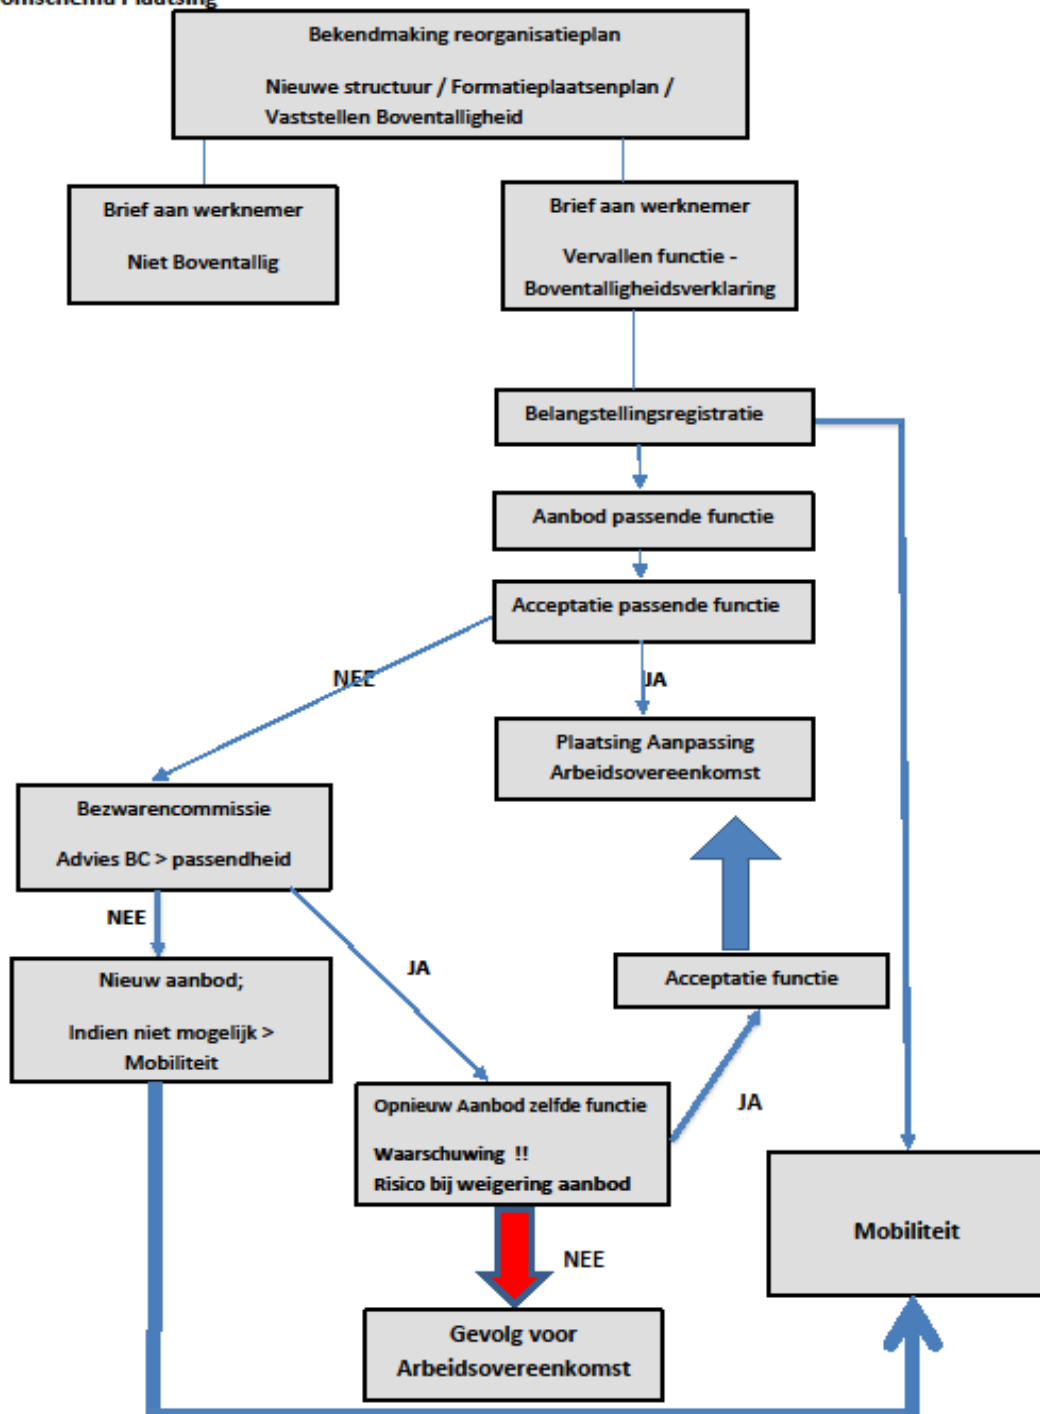 Plaatsing
Bekendmaking reorganisatieplan
Nieuwe structuur / Formatieplaatsenplan /
Vaststellen Boventalligheid
Brief aan werknemer
Niet Boventallig
Brief aan werknemer
Vervallen functie -
Boventalligheidsverklaring
Belangstellingsregistratie
Aanbod passende functie
Acceptatie passende functie
NEE
JA
Plaatsing Aanpassing
Arbeidsovereenkomst
Bezwarencommissie
Advies BC > passendheid
NEE
JA
Nieuw aanbod;
Indien niet mogelijk >
Mobiliteit
Acceptatie functie
JA
Opnieuw Aanbod zelfde functie
Waarschuwing !!
Risico bij weigering aanbod
NEE
Mobiliteit
Gevolg voor
Arbeidsovereenkomst